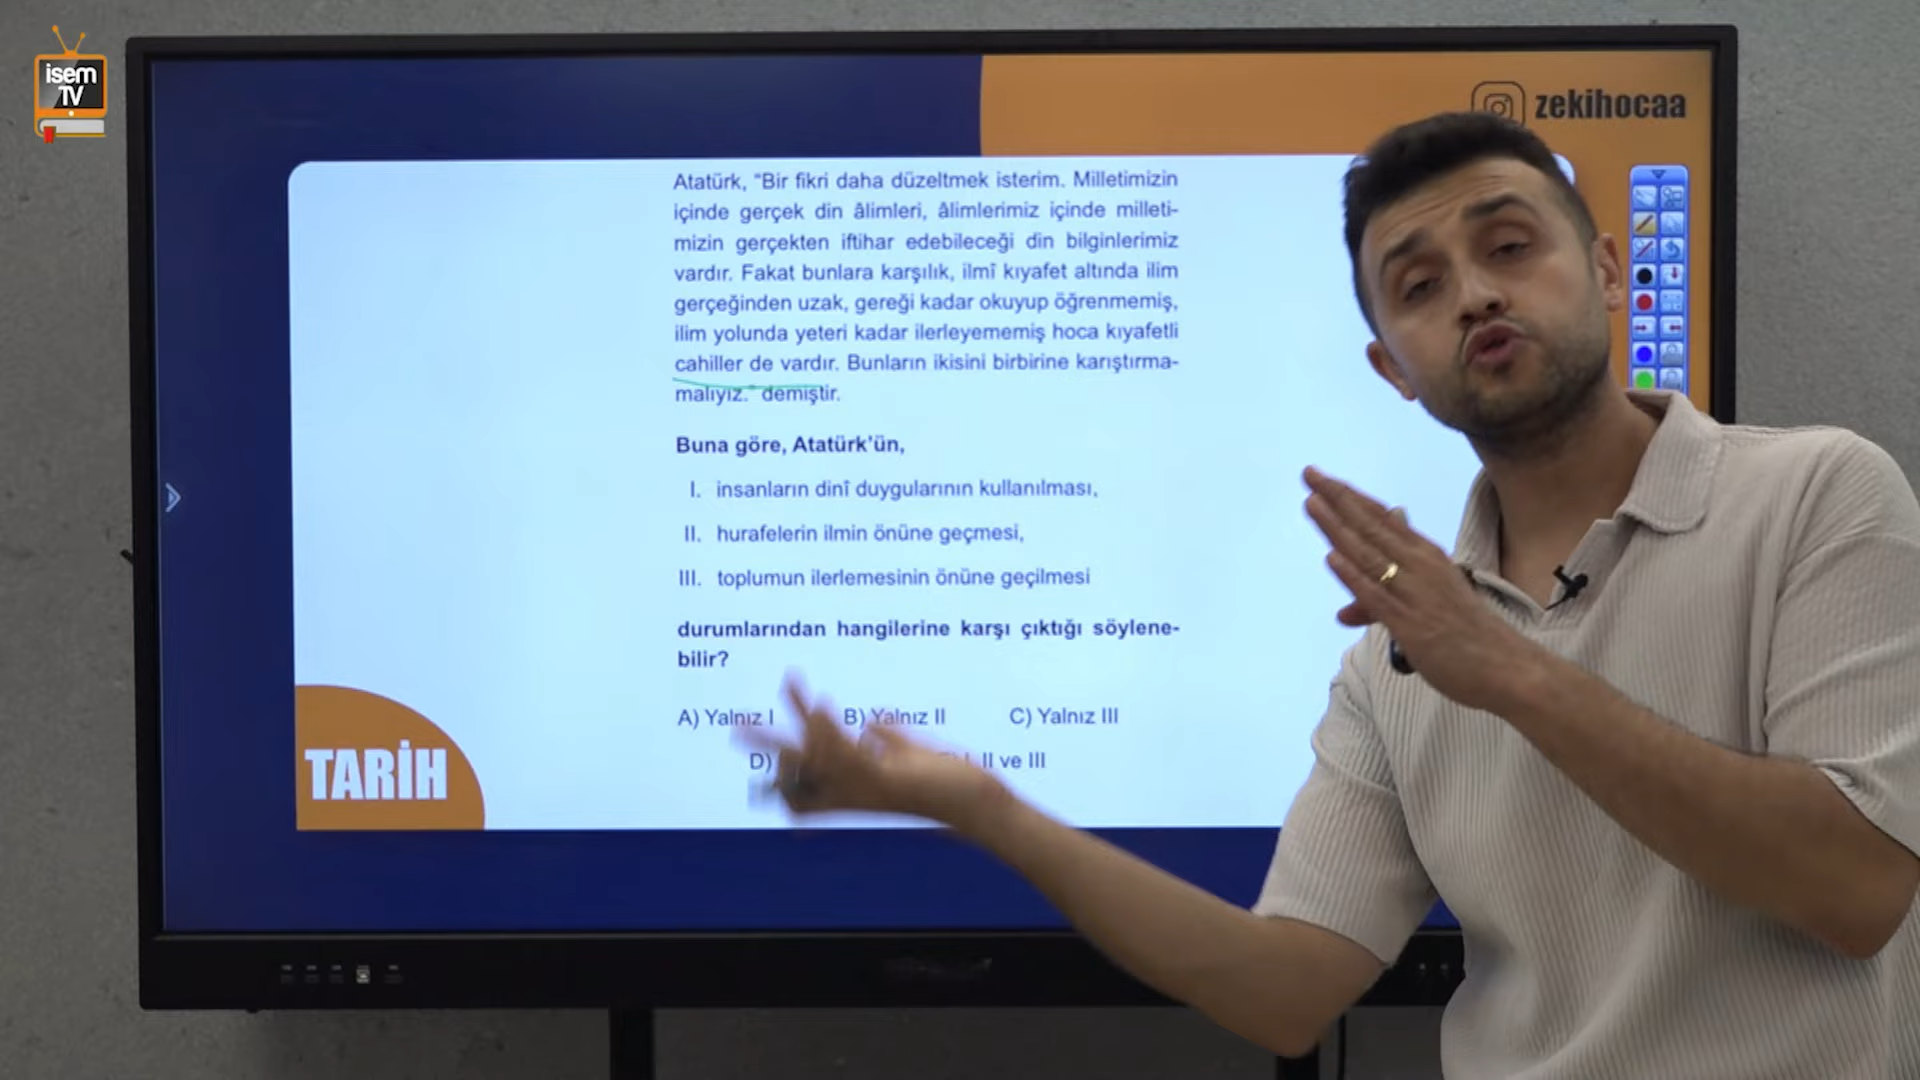 isem
TV
zekihocaa
Atatürk, "Bir fikri daha düzeltmek isterim. Milletimizin
içinde gerçek din âlimleri, âlimlerimiz içinde milleti-
mizin gerçekten iftihar edebileceği din bilginlerimiz
vardır. Fakat bunlara karşılık, ilmî kıyafet altında ilim
gerçeğinden uzak, gereği kadar okuyup öğrenmemiş,
ilim yolunda yeteri kadar ilerleyememiş hoca kıyafetli
cahiller de vardır. Bunların ikisini birbirine karıştırma-
malıyız." demiştir.
Buna göre, Atatürk'ün,
I. insanların dinî duygularının kullanılması,
II. hurafelerin ilmin önüne geçmesi,
III. toplumun ilerlemesinin önüne geçilmesi
durumlarından hangilerine karşı çıktığı söylene-
bilir?
A) Yalnız I B) Yalnız II C) Yalnız III
D) I, II ve III
TARİH